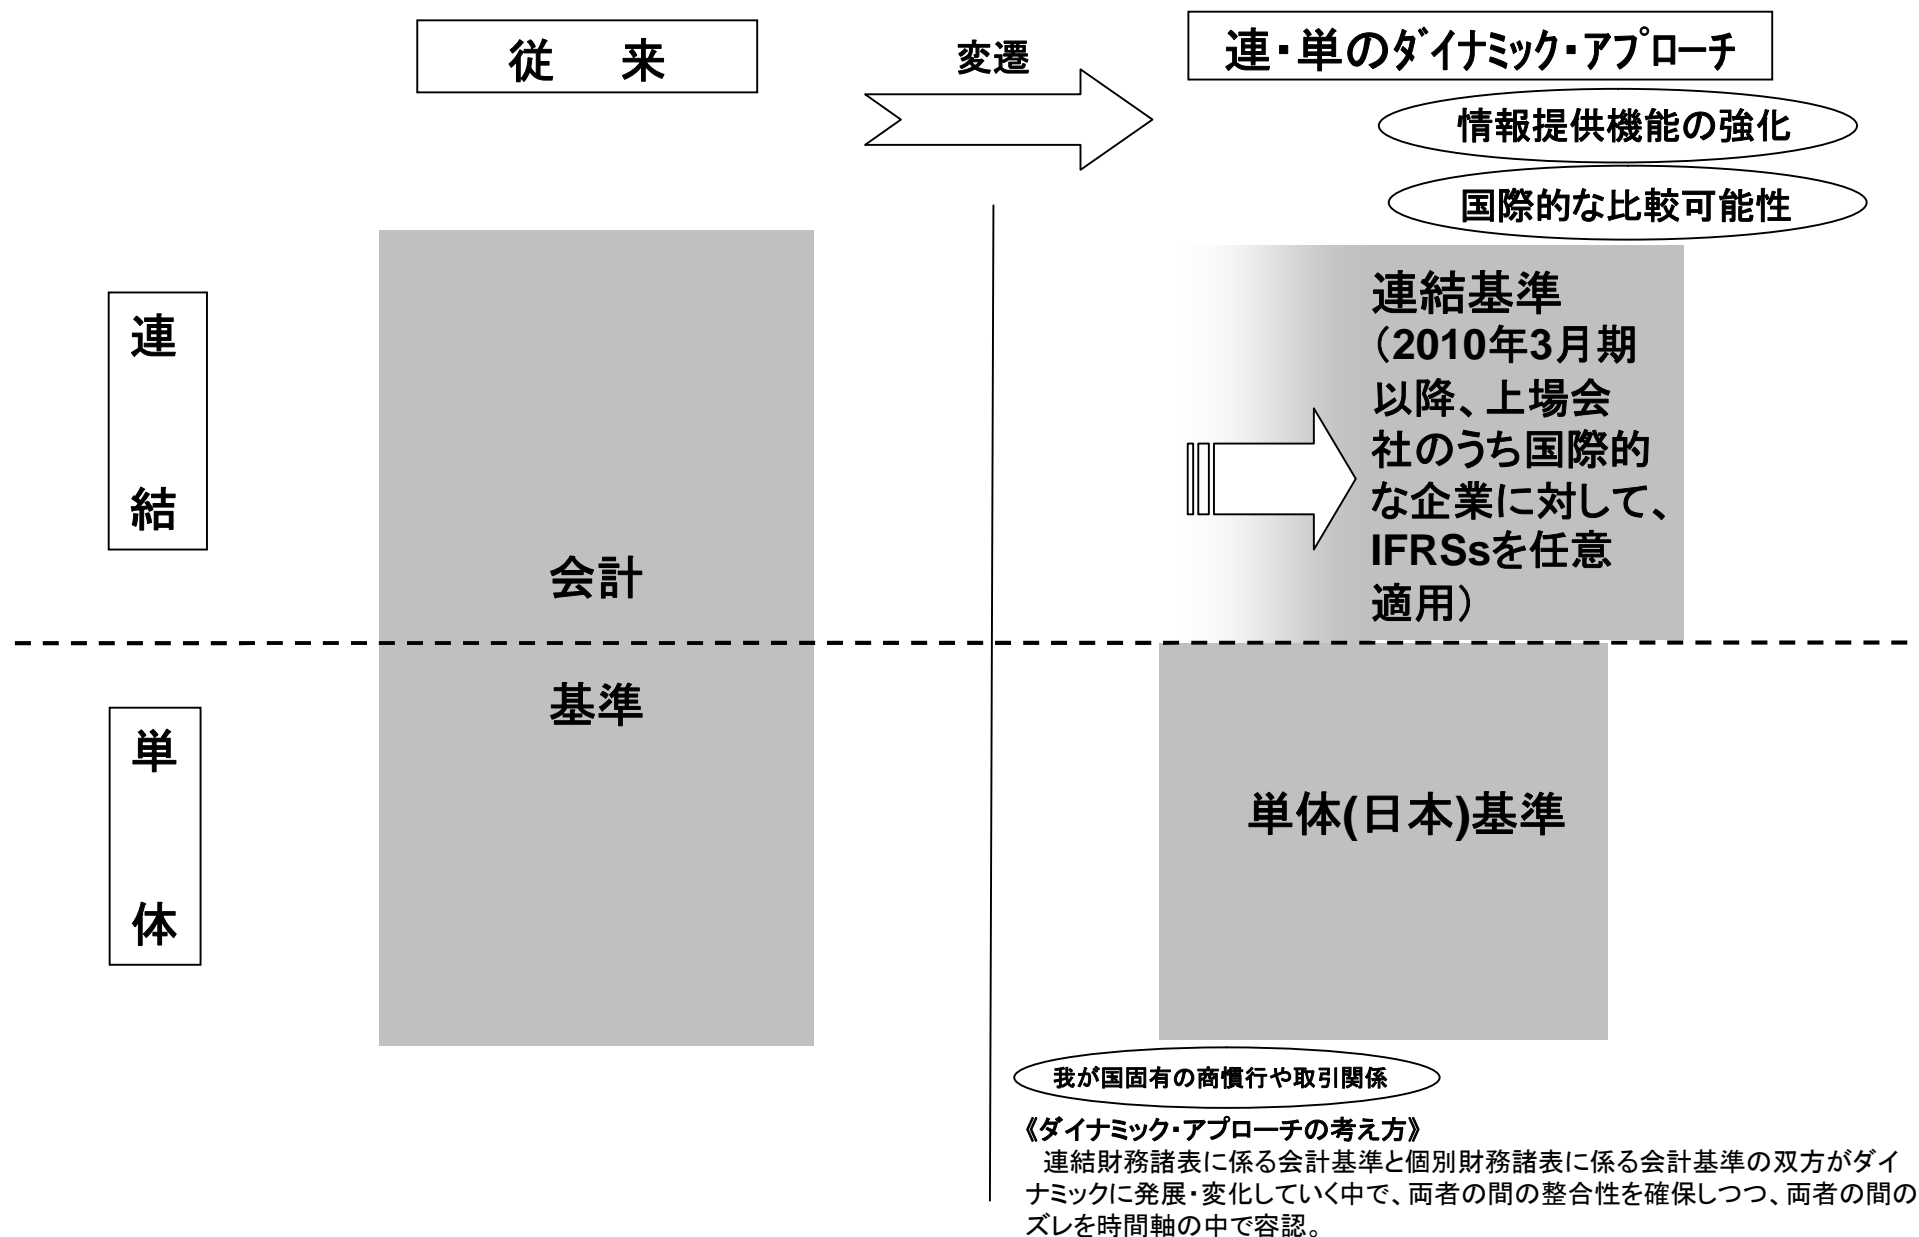 従　来
変遷
連・単のダイナミック・アプローチ
情報提供機能の強化
国際的な比較可能性
連
結
会計
基準
連結基準
（2010年3月期
以降、上場会
社のうち国際的
な企業に対して、
IFRSsを任意
適用）
単
体
単体(日本)基準
我が国固有の商慣行や取引関係
《ダイナミック・アプローチの考え方》
連結財務諸表に係る会計基準と個別財務諸表に係る会計基準の双方がダイ
ナミックに発展・変化していく中で、両者の間の整合性を確保しつつ、両者の間の
ズレを時間軸の中で容認。